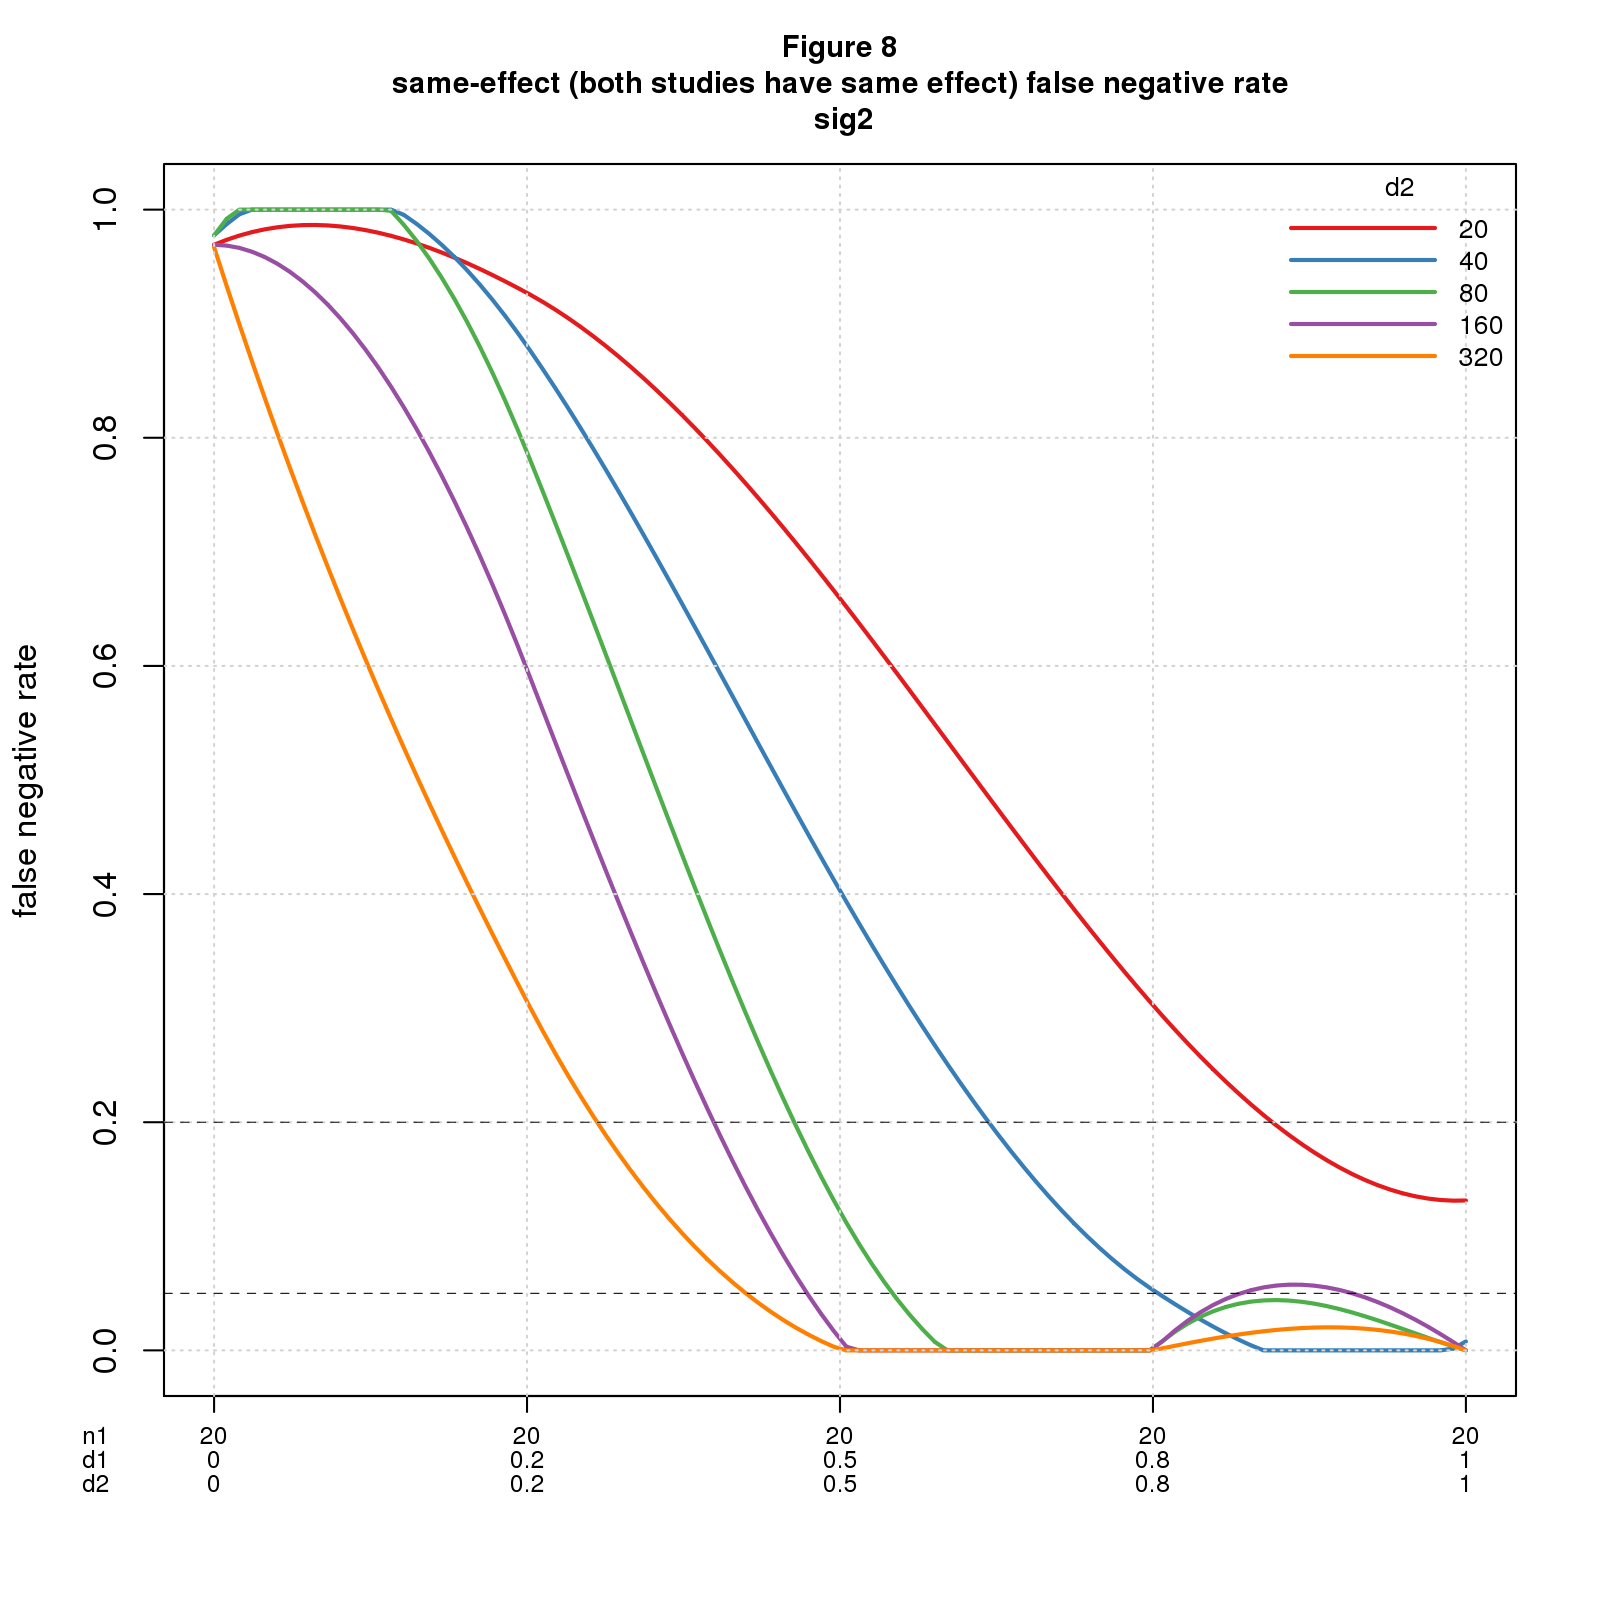 Figure 8
same-effect (both studies have same effect) false negative rate
sig2
d2
20
40
80
160
320
false negative rate
1.0
0.8
0.6
0.4
0.2
0.0
n1 20 20 20 20 20
d1 0 0.2 0.5 0.8 1
d2 0 0.2 0.5 0.8 1